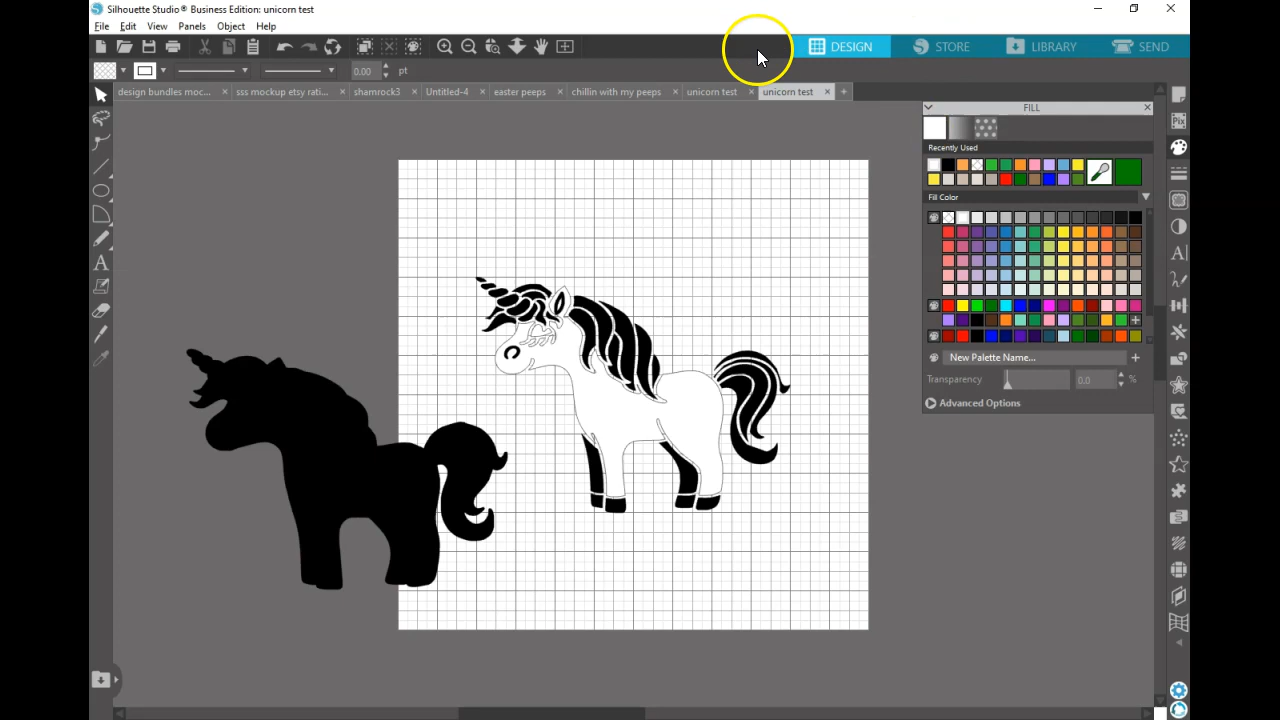 Silhouette Studio® Business Edition: unicorn test
File Edit View Panels Object Help
DESIGN STORE LIBRARY SEND
0.00 pt
design bundles moc... sss mockup etsy rati... shamrock3 Untitled-4 easter peeps chillin with my peeps unicorn test unicorn test
FILL
Pix
Recently Used
Fill Color
New Palette Name...
Transparency 0.0 %
Advanced Options